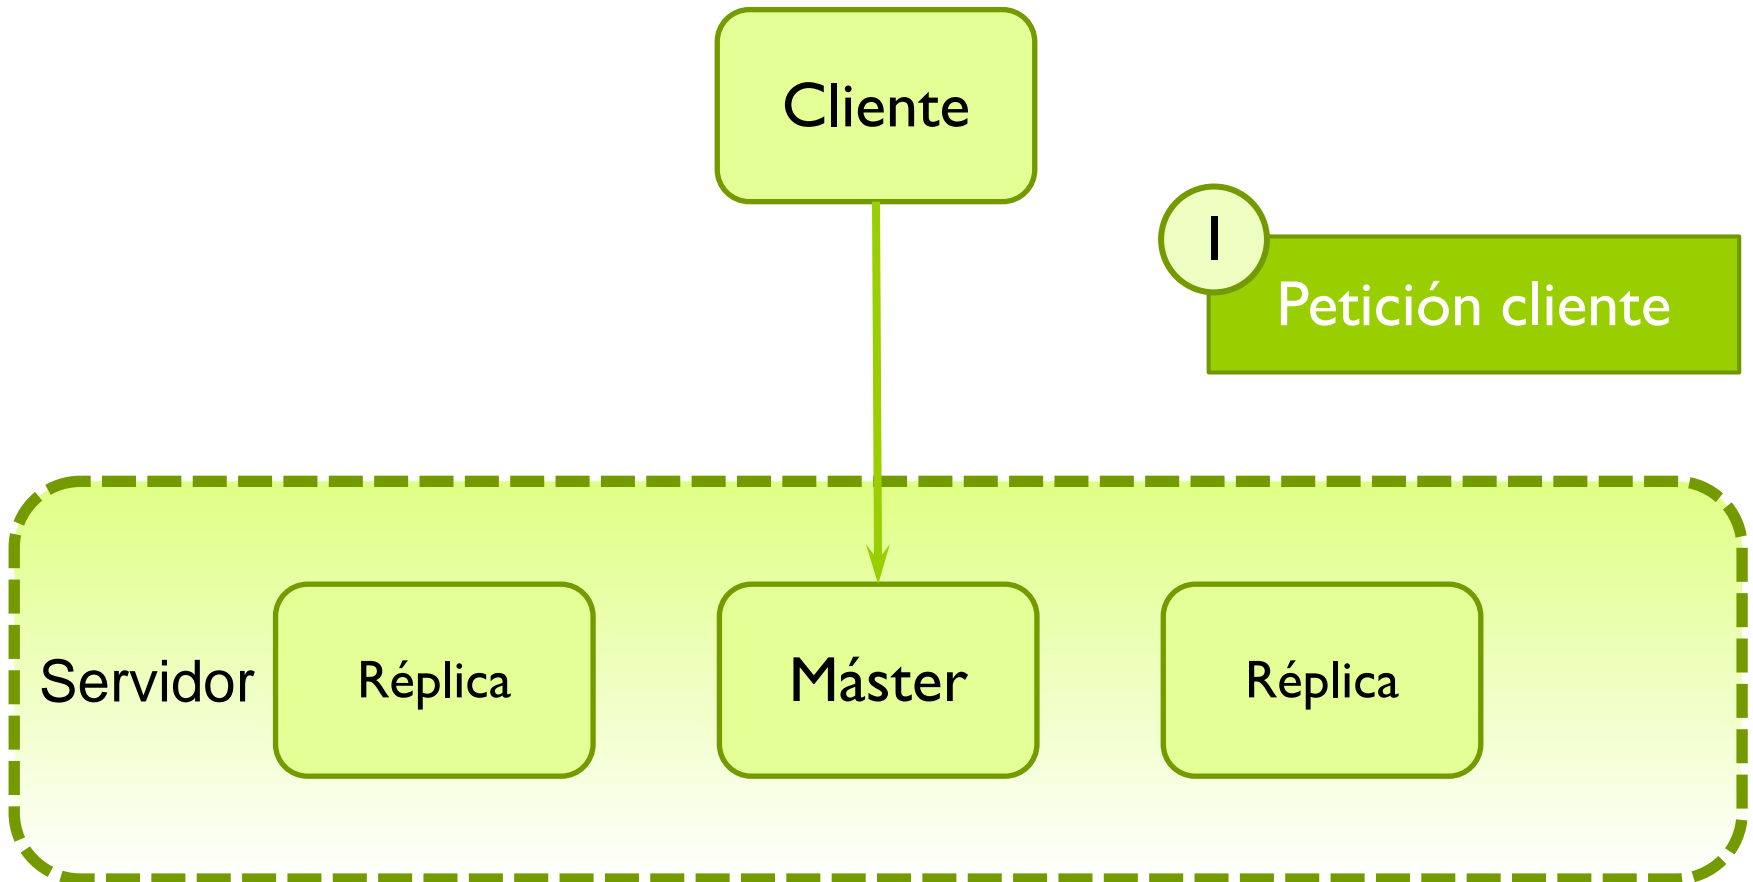 Cliente
1
Petición cliente
Servidor
Réplica
Máster
Réplica